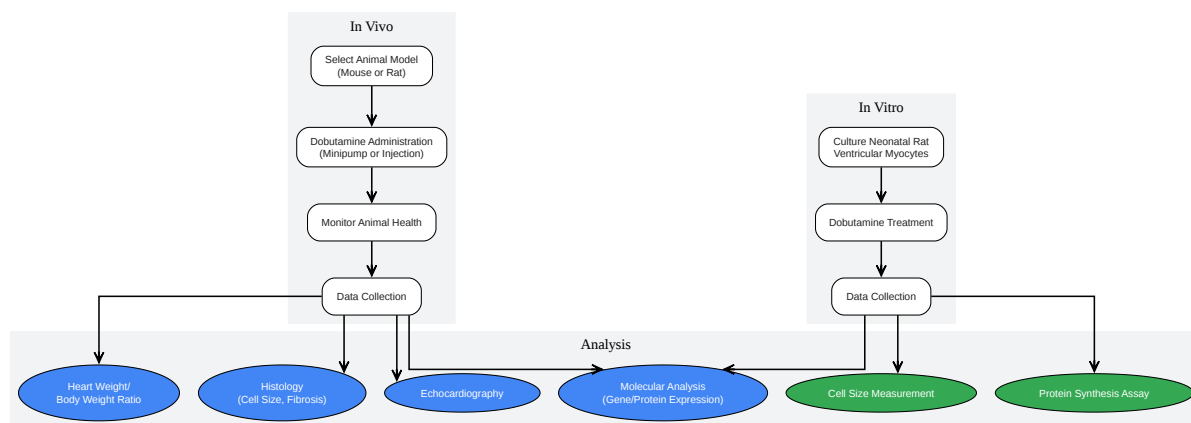 In Vivo
Select Animal Model
(Mouse or Rat)
Dobutamine Administration
(Minipump or Injection)
Monitor Animal Health
Data Collection
In Vitro
Culture Neonatal Rat
Ventricular Myocytes
Dobutamine Treatment
Data Collection
Analysis
Heart Weight/
Body Weight Ratio
Histology
(Cell Size, Fibrosis)
Echocardiography
Molecular Analysis
(Gene/Protein Expression)
Cell Size Measurement
Protein Synthesis Assay